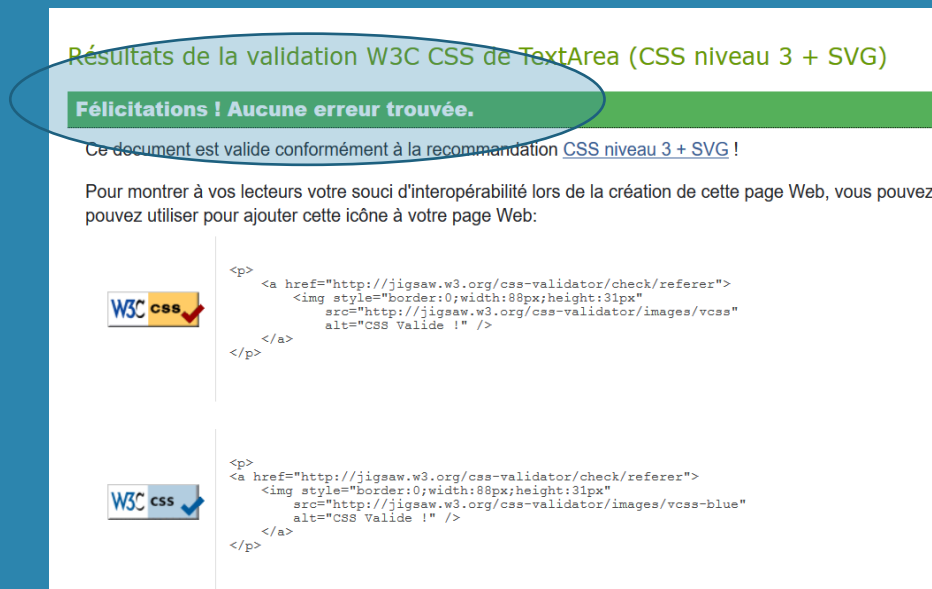 Résultats de la validation W3C CSS de TextArea (CSS niveau 3 + SVG)
Félicitations ! Aucune erreur trouvée.
Ce document est valide conformément à la recommandation CSS niveau 3 + SVG !
Pour montrer à vos lecteurs votre souci d'interopérabilité lors de la création de cette page Web, vous pouvez
pouvez utiliser pour ajouter cette icône à votre page Web:
<p>
<a href="http://jigsaw.w3.org/css-validator/check/referer">
<img style="border:0;width:88px;height:31px"
W3C css
src="http://jigsaw.w3.org/css-validator/images/vcss"
alt="CSS Valide !" />
</a>
</p>
<p>
<a href="http://jigsaw.w3.org/css-validator/check/referer">
<img style="border:0;width:88px;height:31px"
W3C css
src="http://jigsaw.w3.org/css-validator/images/vcss-blue"
alt="CSS Valide !" />
</a>
</p>